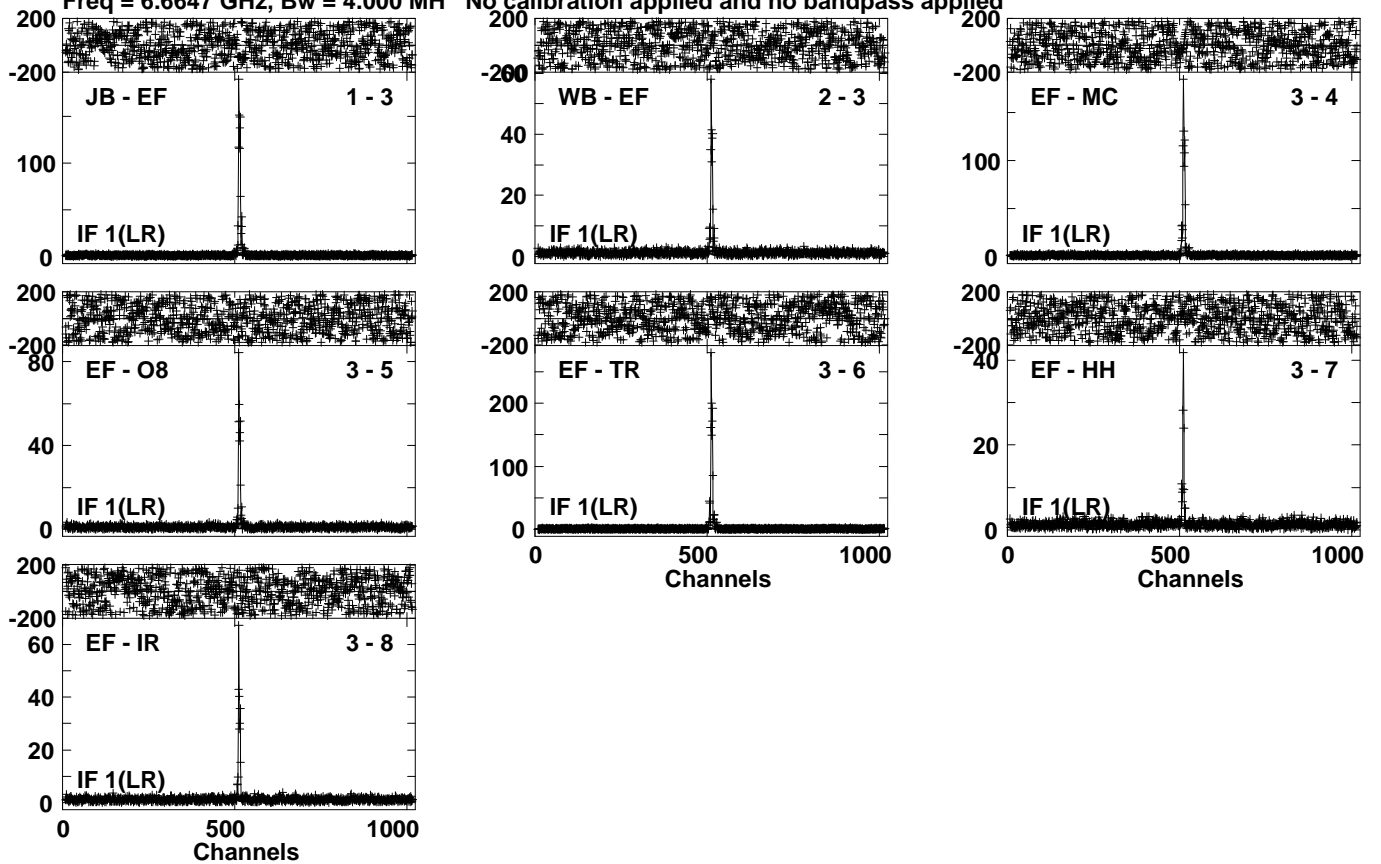 Freq = 6.6647 GHz, Bw = 4.000 MH No calibration applied and no bandpass applied
200
-200
JB - EF 1 - 3
100
IF 1(LR)
0
200
-200
60
WB - EF 2 - 3
40
20
IF 1(LR)
0
200
-200
EF - MC 3 - 4
100
IF 1(LR)
0
200
-200
80
EF - O8 3 - 5
40
IF 1(LR)
0
200
-200
EF - TR 3 - 6
200
100
IF 1(LR)
0
0 500 1000
Channels
200
-200
40
EF - HH 3 - 7
20
IF 1(LR)
0
0 500 1000
Channels
200
-200
60
EF - IR 3 - 8
40
20
IF 1(LR)
0
0 500 1000
Channels